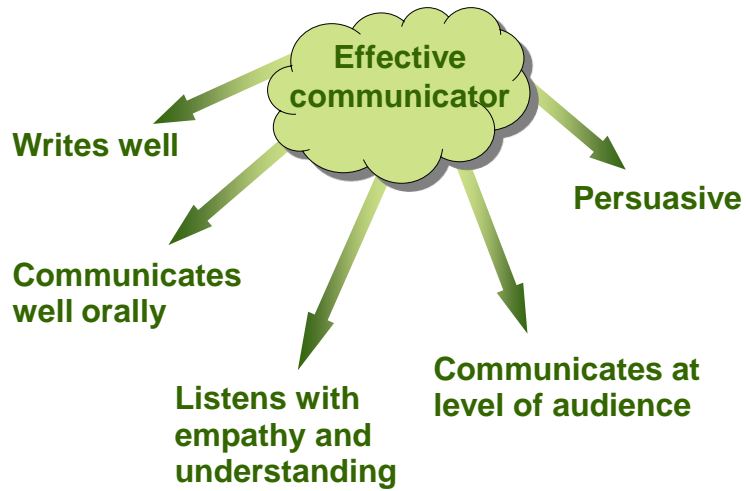 Effective
communicator
Writes well
Persuasive
Communicates
well orally
Communicates at
level of audience
Listens with
empathy and
understanding